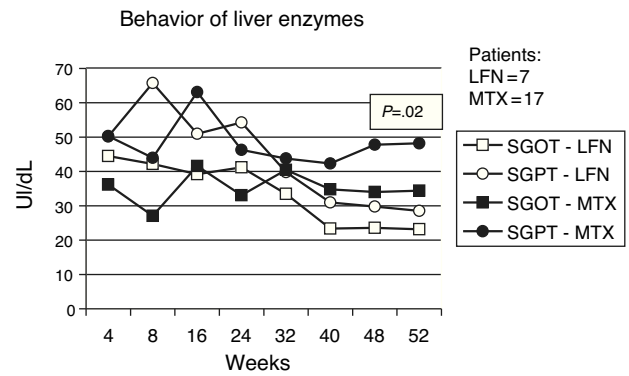 Behavior of liver enzymes
Patients:
LFN=7
MTX=17
70
60
50
40
30
20
10
0
UI/dL
P=.02
4 8 16 24 32 40 48 52
Weeks
SGOT - LFN
SGPT - LFN
SGOT - MTX
SGPT - MTX